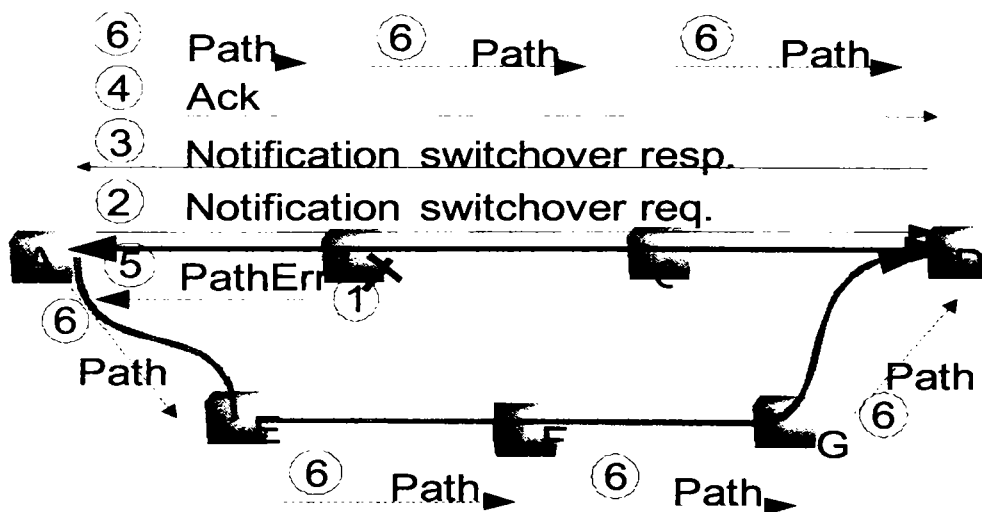 6 Path 6 Path 6 Path
4 Ack
3 Notification switchover resp.
2 Notification switchover req.
A
5 PathErr 1
6 Path
Path 6
E F G
6 Path 6 Path